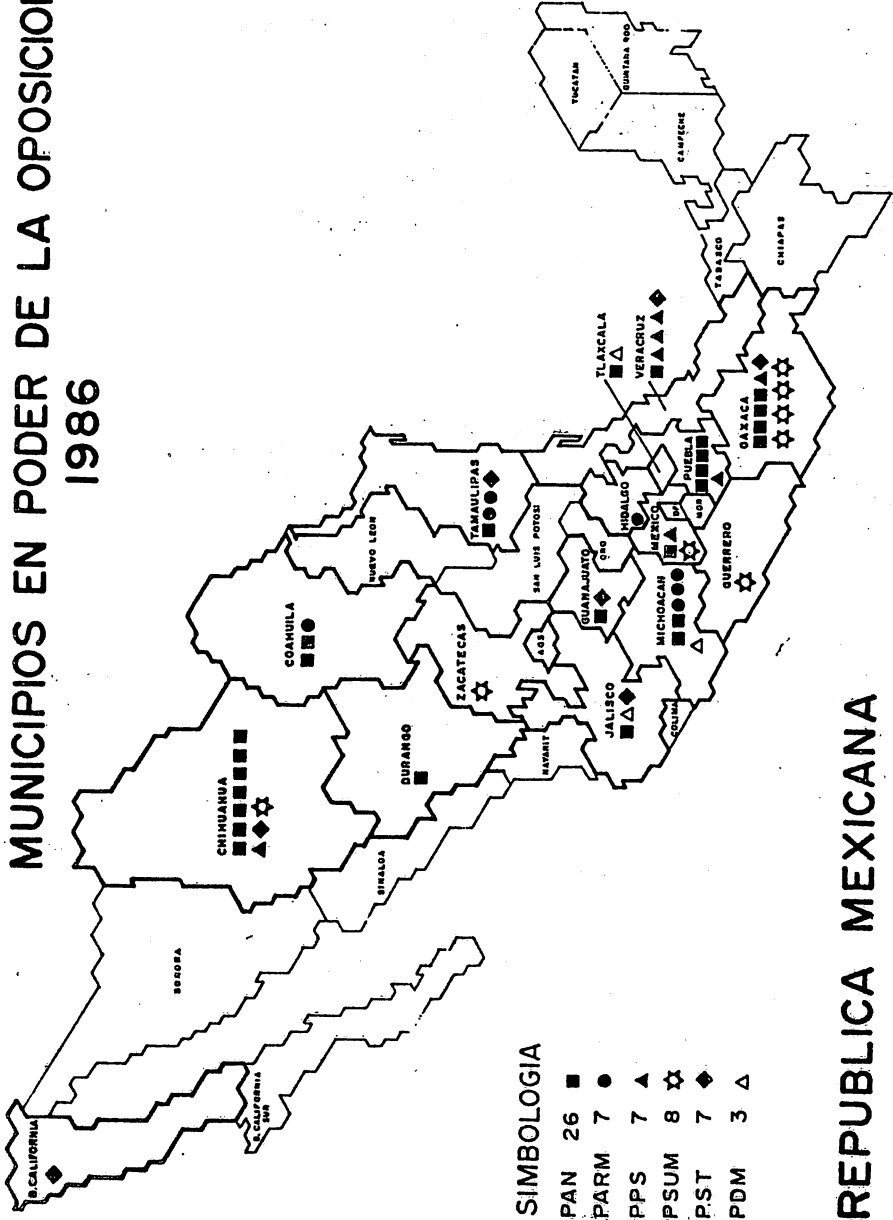 MUNICIPIOS EN PODER DE LA OPOSICION
1986
B.CALIFORNIA
B. CALIFORNIA
SUR
SONORA
CHIHUAHUA
COAHUILA
NUEVO LEON
TAMAULIPAS
SINALOA
DURANGO
ZACATECAS
SAN LUIS POTOSI
NAYARIT
AGS
JALISCO
GUANAJUATO
QRO
HIDALGO
COLIMA
MICHOACAN
MEXICO
DF
MOR
TLAXCALA
VERACRUZ
PUEBLA
GUERRERO
OAXACA
TABASCO
CHIAPAS
CAMPECHE
YUCATAN
QUINTANA ROO
SIMBOLOGIA
PAN 26 ■
PARM 7 ●
PPS 7 ▲
PSUM 8 ✡
PST 7 ◆
PDM 3 △
REPUBLICA MEXICANA